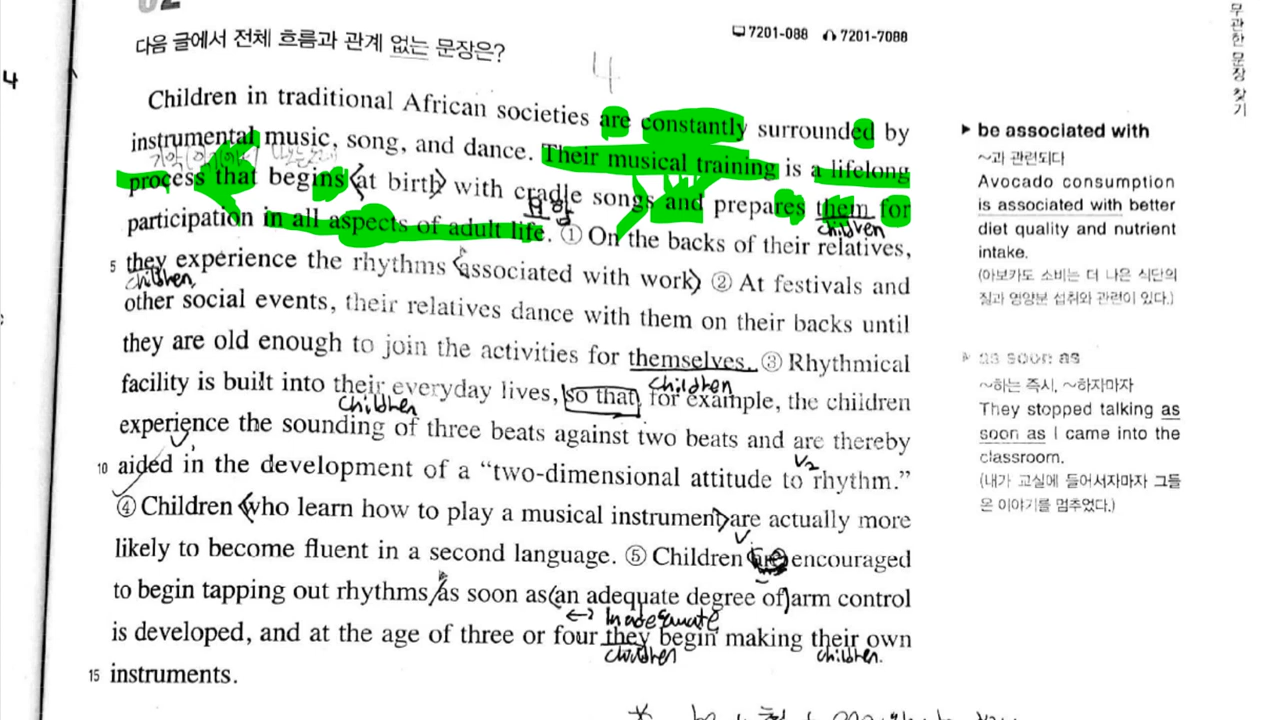 02
무관한 문장 찾기
다음 글에서 전체 흐름과 관계 없는 문장은?
7201-088 7201-7088
4
4
Children in traditional African societies are constantly surrounded by
instrumental music, song, and dance. Their musical training is a lifelong
process that begins at birth with cradle songs and prepares them for
요람
children
participation in all aspects of adult life. ① On the backs of their relatives,
5 they experience the rhythms associated with work. ② At festivals and
children
other social events, their relatives dance with them on their backs until
they are old enough to join the activities for themselves. ③ Rhythmical
children
facility is built into their everyday lives, so that, for example, the children
children
experience the sounding of three beats against two beats and are thereby
V₂
10 aided in the development of a “two-dimensional attitude to rhythm.”
④ Children who learn how to play a musical instrument are actually more
V
likely to become fluent in a second language. ⑤ Children are encouraged
to begin tapping out rhythms as soon as an adequate degree of arm control
↔ inadequate
is developed, and at the age of three or four they begin making their own
children children.
15 instruments.
▶ be associated with
~과 관련되다
Avocado consumption
is associated with better
diet quality and nutrient
intake.
(아보카도 소비는 더 나은 식단의
질과 영양분 섭취와 관련이 있다.)
▶ as soon as
~하는 즉시, ~하자마자
They stopped talking as
soon as I came into the
classroom.
(내가 교실에 들어서자마자 그들
은 이야기를 멈추었다.)